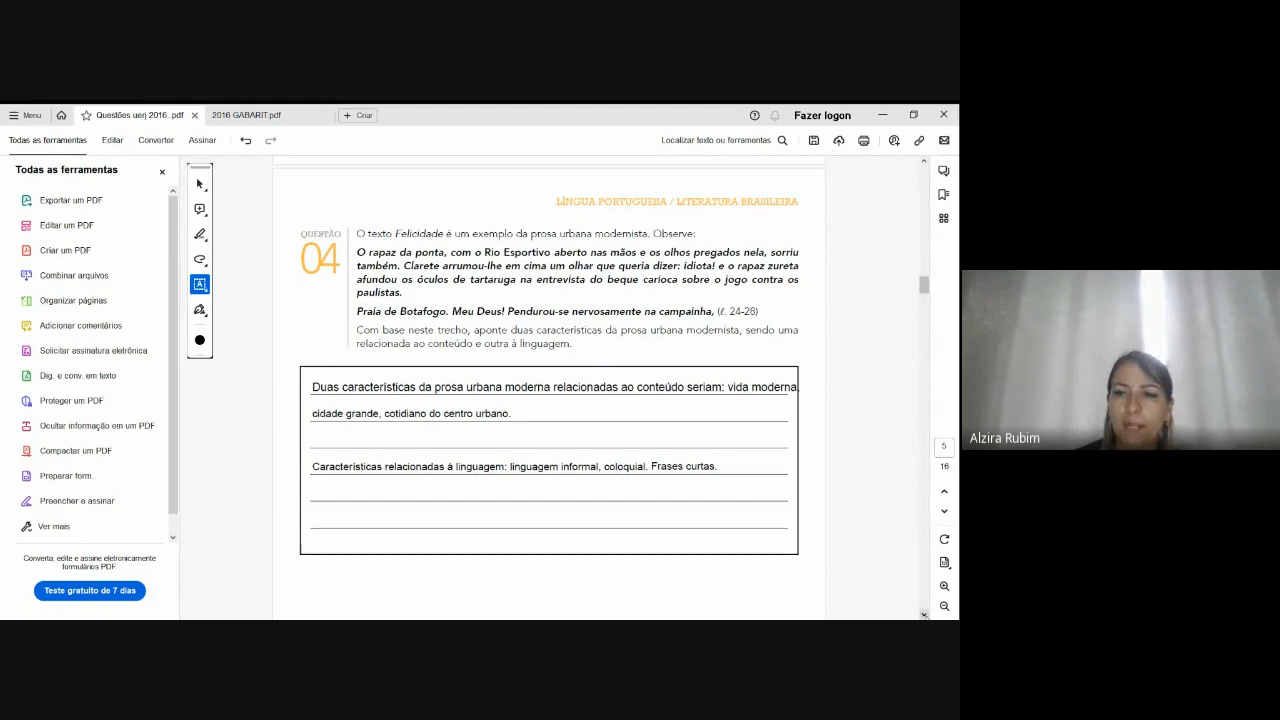 Menu
Questões uerj 2016..pdf
2016 GABARIT.pdf
Criar
Fazer logon
Todas as ferramentas
Editar
Converter
Assinar
Localizar texto ou ferramentas
Todas as ferramentas
Exportar um PDF
Editar um PDF
Criar um PDF
Combinar arquivos
Organizar páginas
Adicionar comentários
Solicitar assinatura eletrônica
Dig. e conv. em texto
Proteger um PDF
Ocultar informação em um PDF
Compactar um PDF
Preparar form.
Preencher e assinar
Ver mais
Converta, edite e assine eletronicamente
formulários PDF.
Teste gratuito de 7 dias
LÍNGUA PORTUGUESA / LITERATURA BRASILEIRA
QUESTÃO
04
O texto Felicidade é um exemplo da prosa urbana modernista. Observe:
O rapaz da ponta, com o Rio Esportivo aberto nas mãos e os olhos pregados nela, sorriu
também. Clarete arrumou-lhe em cima um olhar que queria dizer: idiota! e o rapaz zureta
afundou os óculos de tartaruga na entrevista do beque carioca sobre o jogo contra os
paulistas.
Praia de Botafogo. Meu Deus! Pendurou-se nervosamente na campainha, (ℓ. 24-28)
Com base neste trecho, aponte duas características da prosa urbana modernista, sendo uma
relacionada ao conteúdo e outra à linguagem.
Duas características da prosa urbana moderna relacionadas ao conteúdo seriam: vida moderna,
cidade grande, cotidiano do centro urbano.
Características relacionadas à linguagem: linguagem informal, coloquial. Frases curtas.
5
16
Alzira Rubim